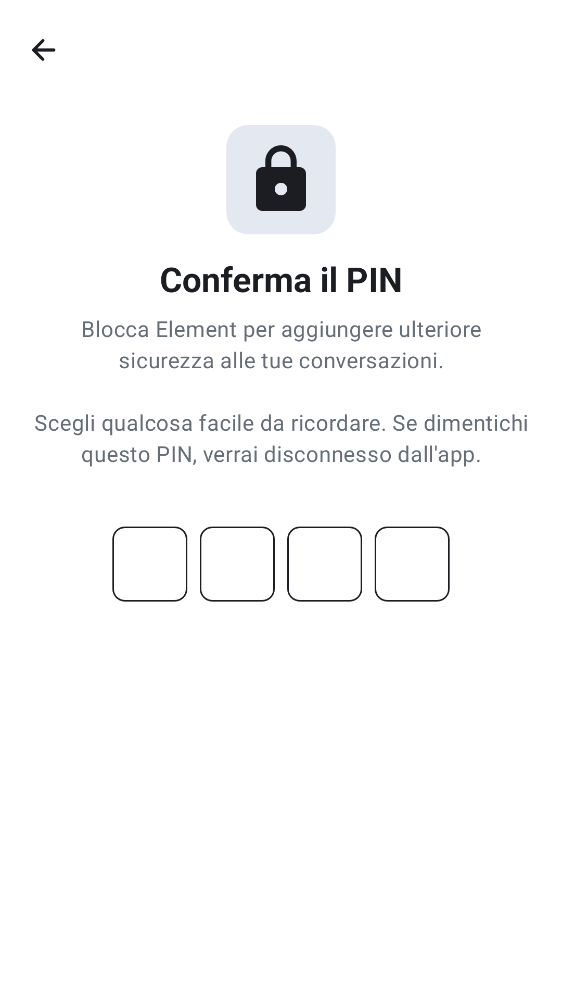 Conferma il PIN
Blocca Element per aggiungere ulteriore
sicurezza alle tue conversazioni.
Scegli qualcosa facile da ricordare. Se dimentichi
questo PIN, verrai disconnesso dall'app.